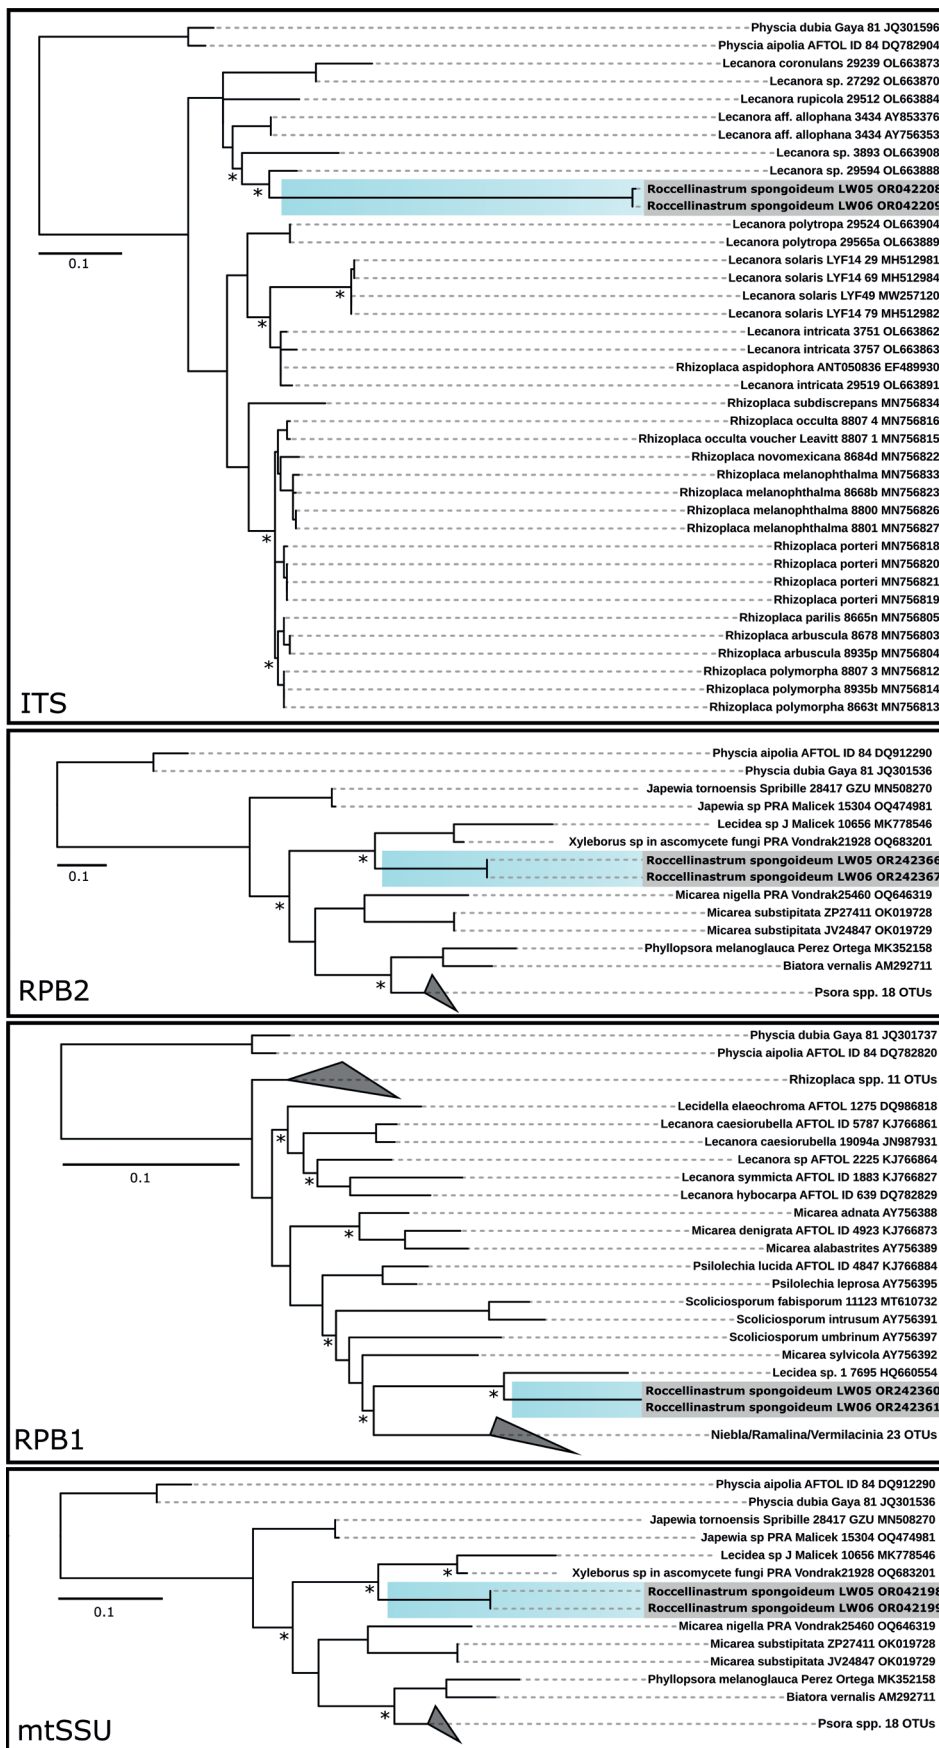 Physcia dubia Gaya 81 JQ301596
Physcia aipolia AFTOL ID 84 DQ782904
Lecanora coronulans 29239 OL663873
Lecanora sp. 27292 OL663870
Lecanora rupicola 29512 OL663884
Lecanora aff. allophana 3434 AY853376
Lecanora aff. allophana 3434 AY756353
Lecanora sp. 3893 OL663908
*
Lecanora sp. 29594 OL663888
*
Roccellinastrum spongoideum LW05 OR042208
Roccellinastrum spongoideum LW06 OR042209
Lecanora polytropa 29524 OL663904
Lecanora polytropa 29565a OL663889
0.1
Lecanora solaris LYF14 29 MH512981
Lecanora solaris LYF14 69 MH512984
*
Lecanora solaris LYF49 MW257120
Lecanora solaris LYF14 79 MH512982
*
Lecanora intricata 3751 OL663862
Lecanora intricata 3757 OL663863
Rhizoplaca aspidophora ANT050836 EF489930
Lecanora intricata 29519 OL663891
Rhizoplaca subdiscrepans MN756834
Rhizoplaca occulta 8807 4 MN756816
Rhizoplaca occulta voucher Leavitt 8807 1 MN756815
Rhizoplaca novomexicana 8684d MN756822
Rhizoplaca melanophthalma MN756833
Rhizoplaca melanophthalma 8668b MN756823
Rhizoplaca melanophthalma 8800 MN756826
Rhizoplaca melanophthalma 8801 MN756827
*
Rhizoplaca porteri MN756818
Rhizoplaca porteri MN756820
Rhizoplaca porteri MN756821
Rhizoplaca porteri MN756819
Rhizoplaca parilis 8665n MN756805
Rhizoplaca arbuscula 8678 MN756803
Rhizoplaca arbuscula 8935p MN756804
*
Rhizoplaca polymorpha 8807 3 MN756812
Rhizoplaca polymorpha 8935b MN756814
Rhizoplaca polymorpha 8663t MN756813
ITS
Physcia aipolia AFTOL ID 84 DQ912290
Physcia dubia Gaya 81 JQ301536
Japewia tornoensis Spribille 28417 GZU MN508270
Japewia sp PRA Malicek 15304 OQ474981
Lecidea sp J Malicek 10656 MK778546
Xyleborus sp in ascomycete fungi PRA Vondrak21928 OQ683201
*
Roccellinastrum spongoideum LW05 OR242366
Roccellinastrum spongoideum LW06 OR242367
0.1
Micarea nigella PRA Vondrak25460 OQ646319
*
Micarea substipitata ZP27411 OK019728
Micarea substipitata JV24847 OK019729
Phyllopsora melanoglauca Perez Ortega MK352158
Biatora vernalis AM292711
*
Psora spp. 18 OTUs
RPB2
Physcia dubia Gaya 81 JQ301737
Physcia aipolia AFTOL ID 84 DQ782820
Rhizoplaca spp. 11 OTUs
Lecidella elaeochroma AFTOL 1275 DQ986818
Lecanora caesiorubella AFTOL ID 5787 KJ766861
*
Lecanora caesiorubella 19094a JN987931
Lecanora sp AFTOL 2225 KJ766864
0.1
*
Lecanora symmicta AFTOL ID 1883 KJ766827
Lecanora hybocarpa AFTOL ID 639 DQ782829
Micarea adnata AY756388
*
Micarea denigrata AFTOL ID 4923 KJ766873
Micarea alabastrites AY756389
Psilolechia lucida AFTOL ID 4847 KJ766884
Psilolechia leprosa AY756395
Scoliciosporum fabisporum 11123 MT610732
Scoliciosporum intrusum AY756391
*
Scoliciosporum umbrinum AY756397
Micarea sylvicola AY756392
Lecidea sp. 1 7695 HQ660554
*
Roccellinastrum spongoideum LW05 OR242360
Roccellinastrum spongoideum LW06 OR242361
*
Niebla/Ramalina/Vermilacinia 23 OTUs
RPB1
Physcia aipolia AFTOL ID 84 DQ912290
Physcia dubia Gaya 81 JQ301536
Japewia tornoensis Spribille 28417 GZU MN508270
Japewia sp PRA Malicek 15304 OQ474981
Lecidea sp J Malicek 10656 MK778546
*
Xyleborus sp in ascomycete fungi PRA Vondrak21928 OQ683201
*
Roccellinastrum spongoideum LW05 OR042198
Roccellinastrum spongoideum LW06 OR042199
0.1
Micarea nigella PRA Vondrak25460 OQ646319
*
Micarea substipitata ZP27411 OK019728
Micarea substipitata JV24847 OK019729
Phyllopsora melanoglauca Perez Ortega MK352158
Biatora vernalis AM292711
*
Psora spp. 18 OTUs
mtSSU